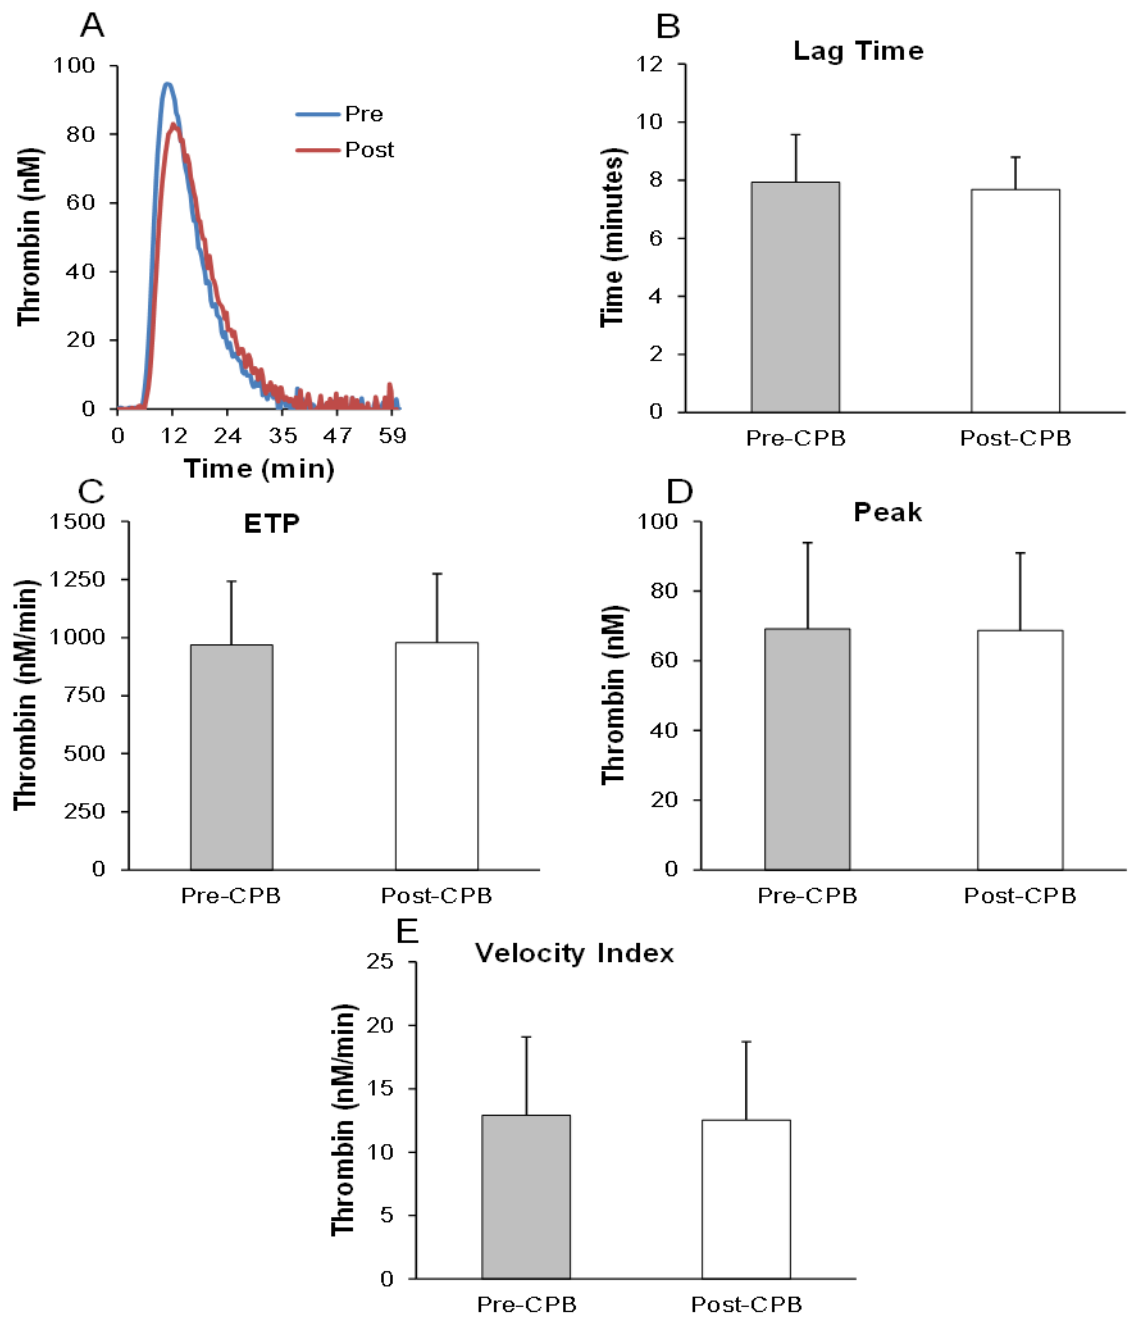 A
100
80
60
40
20
0
Thrombin (nM)
Pre
Post
0 12 24 35 47 59
Time (min)
B
Lag Time
12
10
8
6
4
2
0
Time (minutes)
Pre-CPB Post-CPB
C
ETP
1500
1250
1000
750
500
250
0
Thrombin (nM/min)
Pre-CPB Post-CPB
D
Peak
100
80
60
40
20
0
Thrombin (nM)
Pre-CPB Post-CPB
E
Velocity Index
25
20
15
10
5
0
Thrombin (nM/min)
Pre-CPB Post-CPB